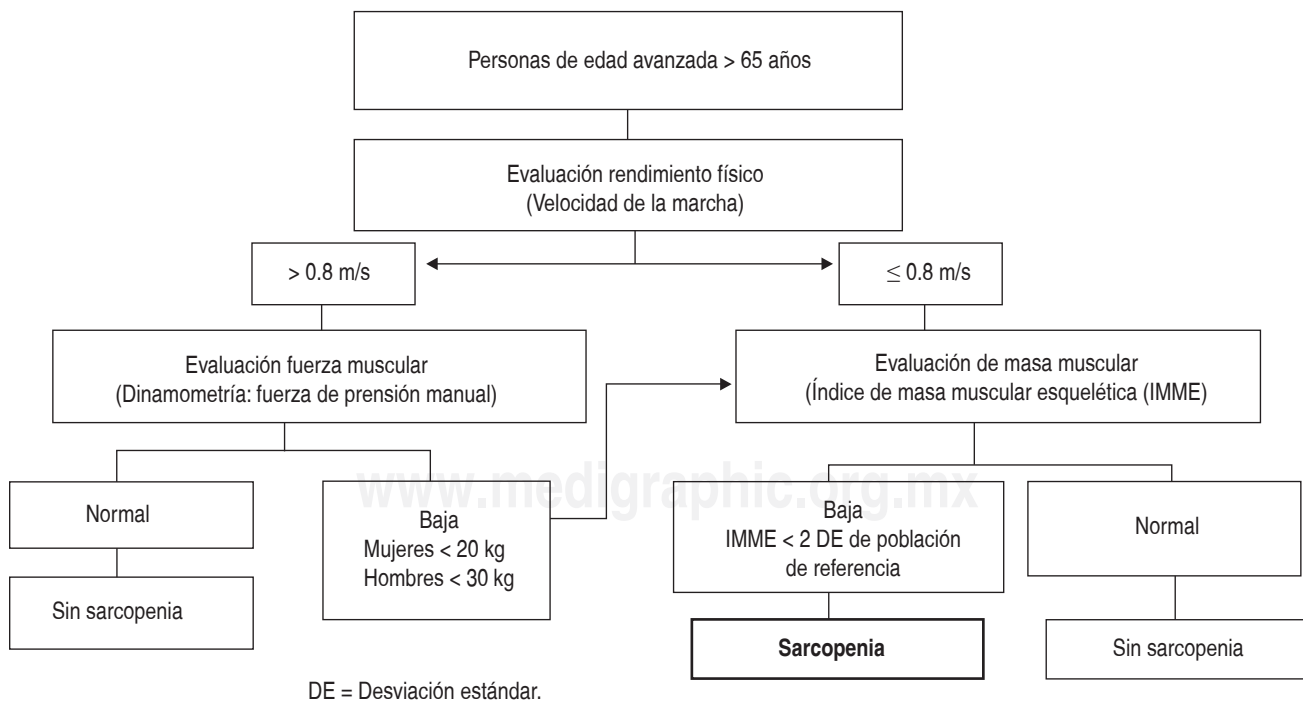 Personas de edad avanzada > 65 años
Evaluación rendimiento físico
(Velocidad de la marcha)
> 0.8 m/s
≤ 0.8 m/s
Evaluación fuerza muscular
(Dinamometría: fuerza de prensión manual)
Evaluación de masa muscular
(Índice de masa muscular esquelética (IMME)
www.medigraphic.org.mx
Normal
Baja
Mujeres < 20 kg
Hombres < 30 kg
Baja
IMME < 2 DE de población
de referencia
Normal
Sin sarcopenia
Sarcopenia
Sin sarcopenia
DE = Desviación estándar.